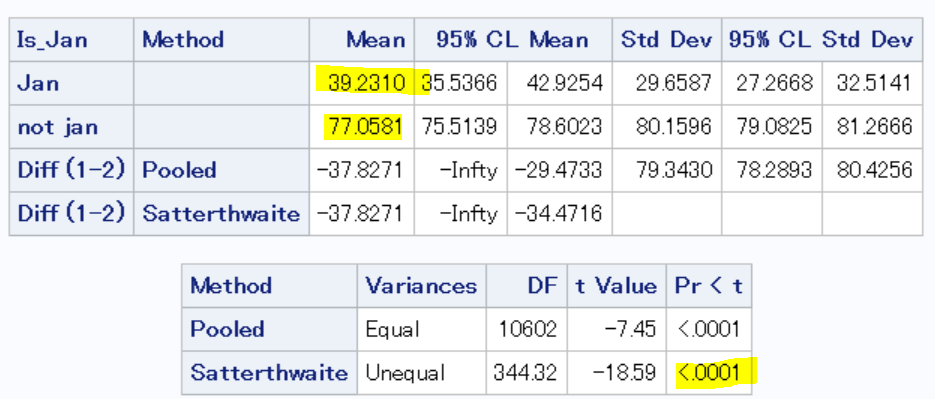 Is_Jan Method Mean 95% CL Mean Std Dev 95% CL Std Dev
Jan 39.2310 35.5366 42.9254 29.6587 27.2668 32.5141
not jan 77.0581 75.5139 78.6023 80.1596 79.0825 81.2666
Diff (1-2) Pooled -37.8271 -Infty -29.4733 79.3430 78.2893 80.4256
Diff (1-2) Satterthwaite -37.8271 -Infty -34.4716
Method Variances DF t Value Pr < t
Pooled Equal 10602 -7.45 <.0001
Satterthwaite Unequal 344.32 -18.59 <.0001